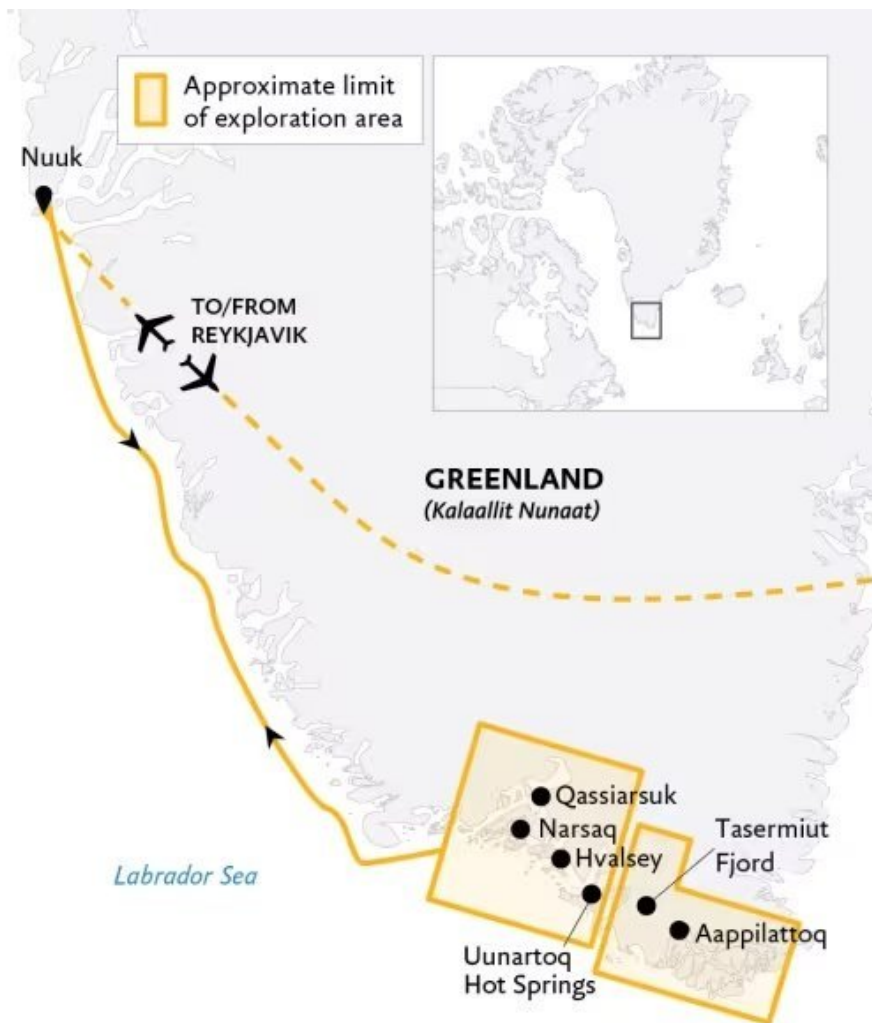 Approximate limit
of exploration area
Nuuk
TO/FROM
REYKJAVIK
GREENLAND
(Kalaallit Nunaat)
Qassiarsuk
Narsaq
Tasermiut
Fjord
Hvalsey
Labrador Sea
Aappilattoq
Uunartoq
Hot Springs